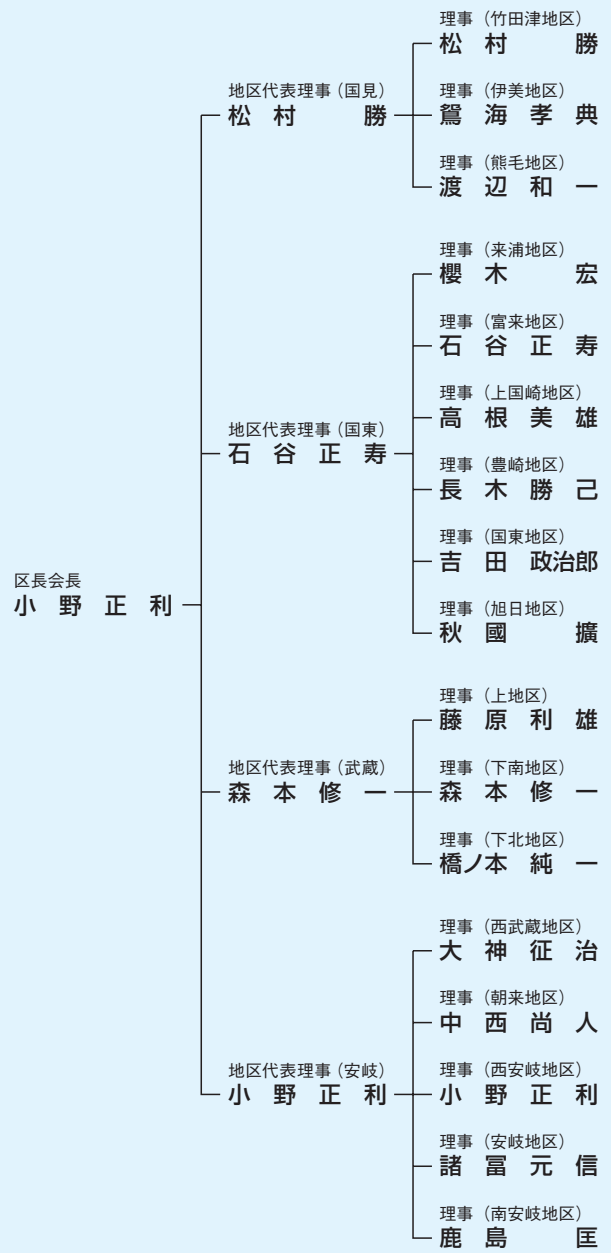 区長会長
小野正利
地区代表理事（国見）
松村　勝
理事（竹田津地区）
松村　勝
理事（伊美地区）
鴛海孝典
理事（熊毛地区）
渡辺和一
地区代表理事（国東）
石谷正寿
理事（来浦地区）
櫻木　宏
理事（富来地区）
石谷正寿
理事（上国崎地区）
高根美雄
理事（豊崎地区）
長木勝己
理事（国東地区）
吉田政治郎
理事（旭日地区）
秋國　擴
地区代表理事（武蔵）
森本修一
理事（上地区）
藤原利雄
理事（下南地区）
森本修一
理事（下北地区）
橋ノ本純一
地区代表理事（安岐）
小野正利
理事（西武蔵地区）
大神征治
理事（朝来地区）
中西尚人
理事（西安岐地区）
小野正利
理事（安岐地区）
諸冨元信
理事（南安岐地区）
鹿島　匡